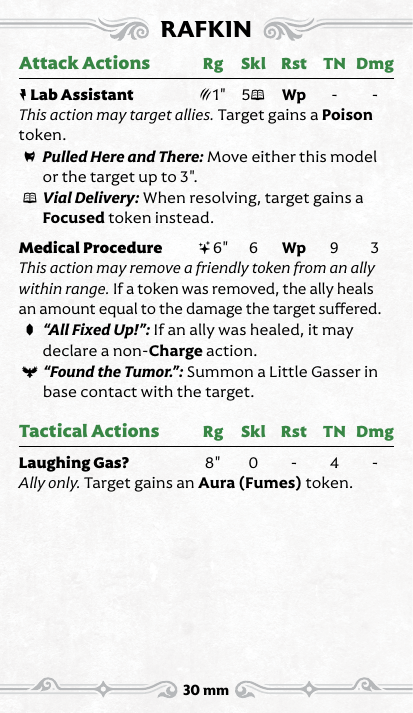 RAFKIN
Attack Actions Rg Skl Rst TN Dmg
Lab Assistant 1" 5 Wp - -
This action may target allies. Target gains a Poison
token.
Pulled Here and There: Move either this model
or the target up to 3".
Vial Delivery: When resolving, target gains a
Focused token instead.
Medical Procedure 6" 6 Wp 9 3
This action may remove a friendly token from an ally
within range. If a token was removed, the ally heals
an amount equal to the damage the target suffered.
“All Fixed Up!”: If an ally was healed, it may
declare a non-Charge action.
“Found the Tumor.”: Summon a Little Gasser in
base contact with the target.
Tactical Actions Rg Skl Rst TN Dmg
Laughing Gas? 8" 0 - 4 -
Ally only. Target gains an Aura (Fumes) token.
30 mm